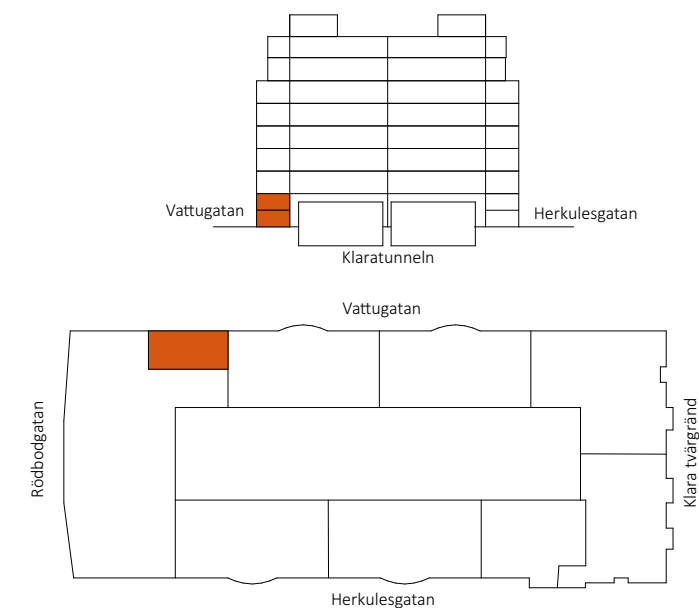 Vattugatan
Herkulesgatan
Klaratunneln
Vattugatan
Rödbodgatan
Klara tvärgränd
Herkulesgatan